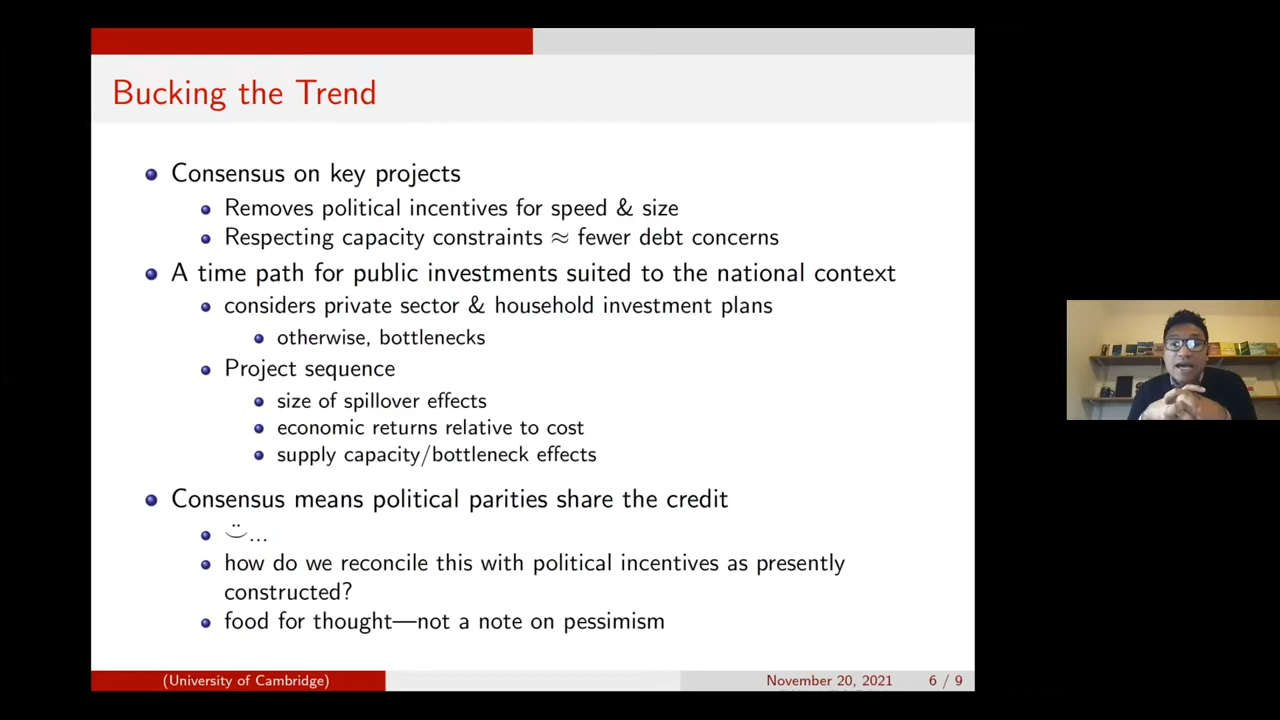 Bucking the Trend
Consensus on key projects
Removes political incentives for speed & size
Respecting capacity constraints ≈ fewer debt concerns
A time path for public investments suited to the national context
considers private sector & household investment plans
otherwise, bottlenecks
Project sequence
size of spillover effects
economic returns relative to cost
supply capacity/bottleneck effects
Consensus means political parities share the credit
...
how do we reconcile this with political incentives as presently
constructed?
food for thought—not a note on pessimism
(University of Cambridge)
November 20, 2021
6 / 9